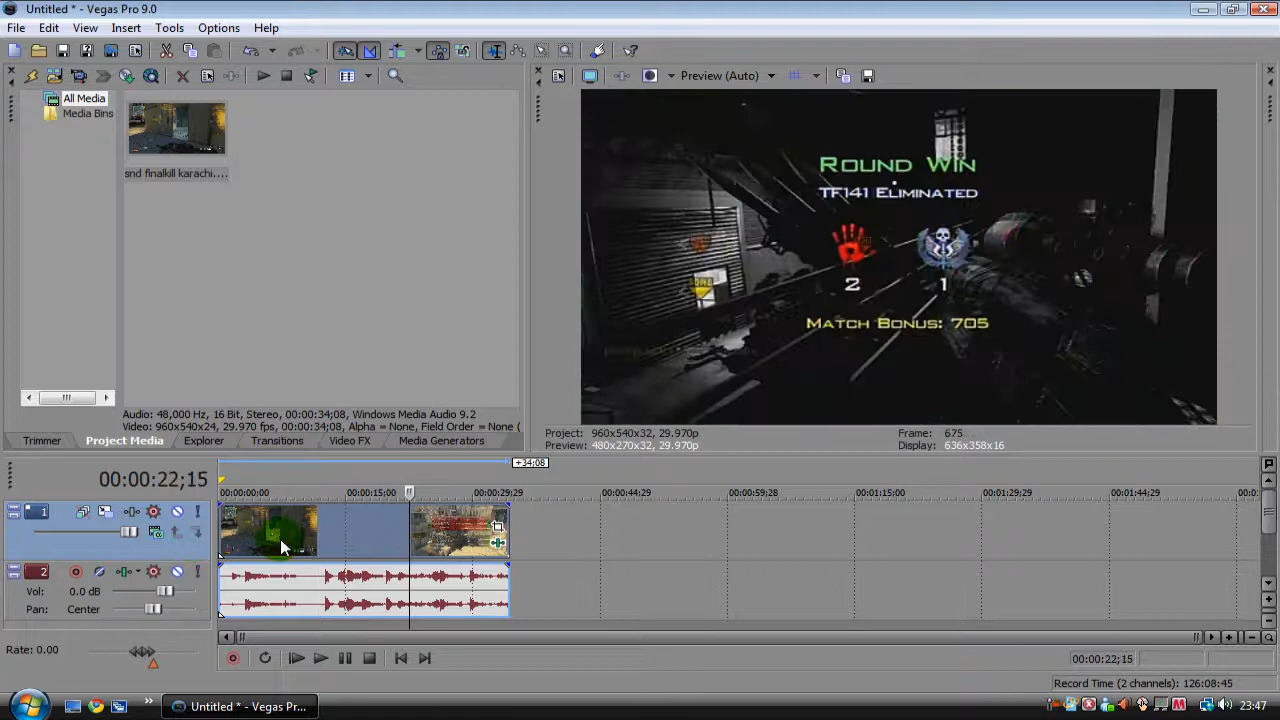 Untitled * - Vegas Pro 9.0
File Edit View Insert Tools Options Help
Preview (Auto)
All Media
Media Bins
snd finalkill karachi....
ROUND WIN
TF141 ELIMINATED
2 1
MATCH BONUS: 705
Audio: 48,000 Hz, 16 Bit, Stereo, 00:00:34;08, Windows Media Audio 9.2
Video: 960x540x24, 29.970 fps, 00:00:34;08, Alpha = None, Field Order = None (
Trimmer Project Media Explorer Transitions Video FX Media Generators
Project: 960x540x32, 29.970p Frame: 675
Preview: 480x270x32, 29.970p Display: 636x358x16
+34:08
00:00:22;15
00:00:00;00 00:00:15;00 00:00:29;29 00:00:44;29 00:00:59;28 00:01:15;00 00:01:29;29 00:01:44;29 00:0
1
2
Vol: 0.0 dB
Pan: Center
Rate: 0.00
00:00:22;15
Record Time (2 channels): 126:08:45
Untitled * - Vegas Pr... 23:47